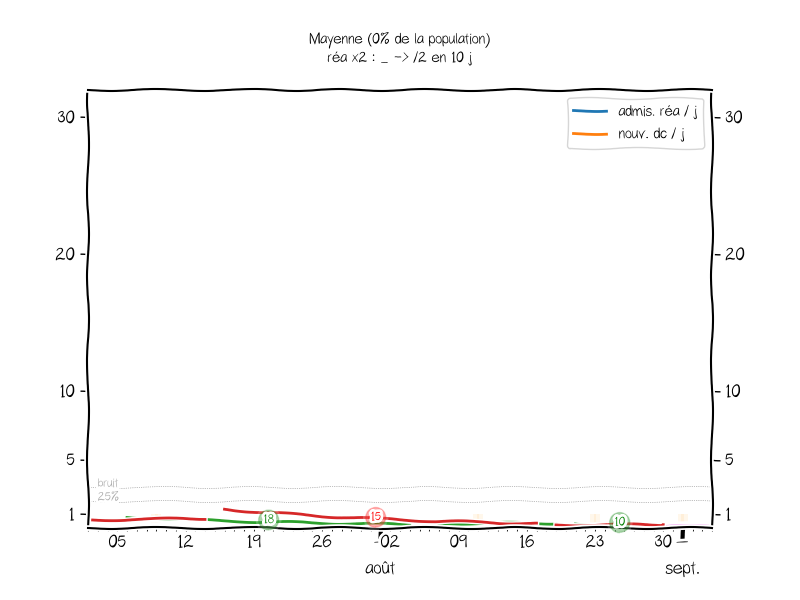 Mayenne (0% de la population)
réa x2 : _ -> /2 en 10 j
admis. réa / j
nouv. dc / j
30
30
20
20
10
10
5
5
bruit
25%
1
1
18
15
10
05 12 19 26 02 09 16 23 30
août sept.